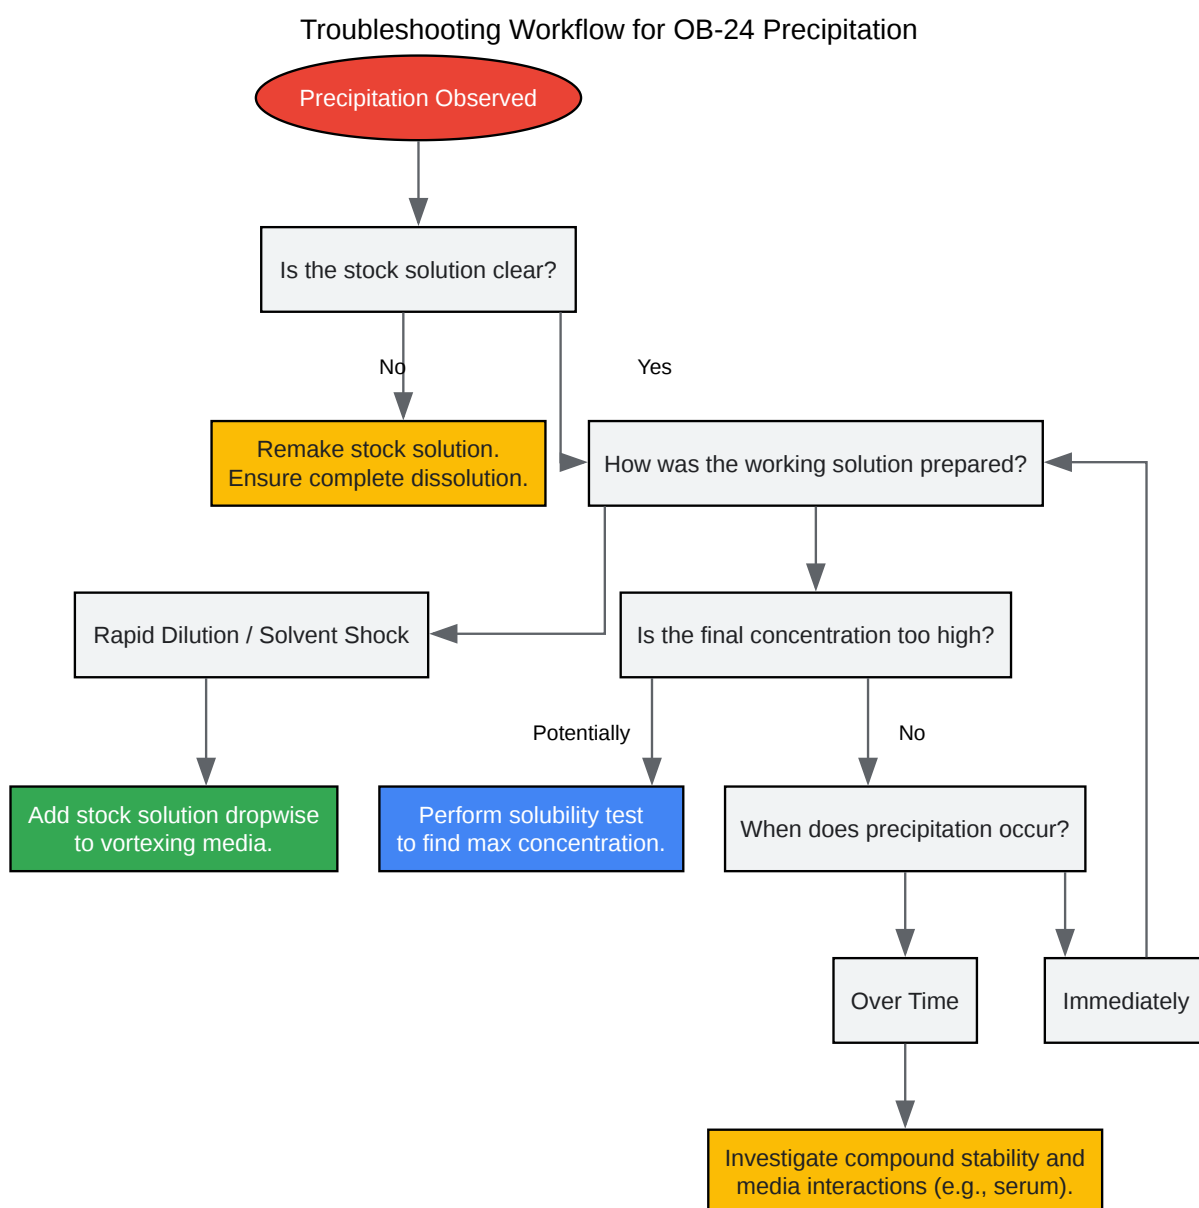 Troubleshooting Workflow for OB-24 Precipitation
Precipitation Observed
Is the stock solution clear?
No
Yes
Remake stock solution.
Ensure complete dissolution.
How was the working solution prepared?
Rapid Dilution / Solvent Shock
Is the final concentration too high?
Potentially
No
Add stock solution dropwise
to vortexing media.
Perform solubility test
to find max concentration.
When does precipitation occur?
Over Time
Immediately
Investigate compound stability and
media interactions (e.g., serum).